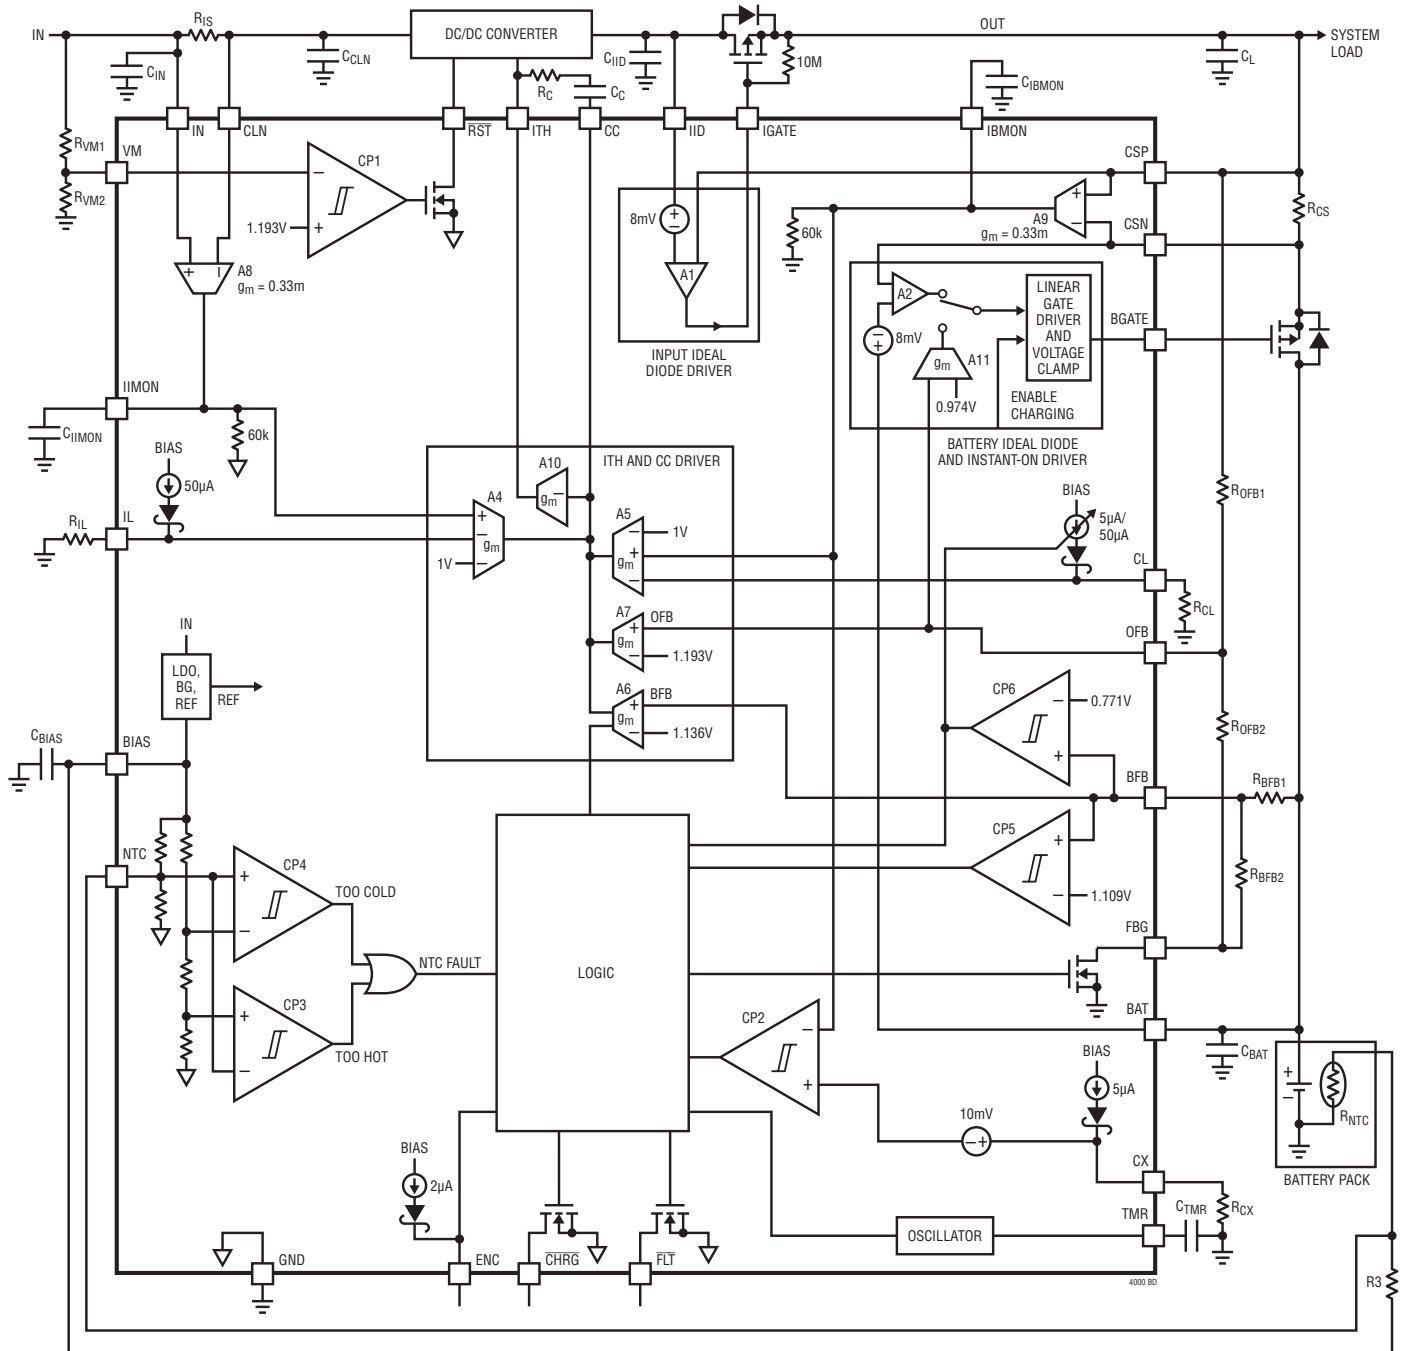 IN
R_IS
DC/DC CONVERTER
OUT
SYSTEM
LOAD
C_IN
C_CLN
C_IID
10M
C_L
R_C
C_C
C_IBMON
IN
CLN
RST
ITH
CC
IID
IGATE
IBMON
R_VM1
VM
R_VM2
CP1
−
+
1.193V
CSP
CSN
R_CS
A8
g_m = 0.33m
+
−
8mV
+
−
A1
INPUT IDEAL
DIODE DRIVER
60k
+
−
A9
g_m = 0.33m
A2
−
+
8mV
g_m
A11
0.974V
LINEAR
GATE
DRIVER
AND
VOLTAGE
CLAMP
ENABLE
CHARGING
BGATE
BATTERY IDEAL DIODE
AND INSTANT-ON DRIVER
IIMON
C_IIMON
60k
BIAS
50µA
IL
R_IL
ITH AND CC DRIVER
A10
g_m
−
A4
+
−
g_m
1V
−
A5
−
1V
+
g_m
−
A7
OFB
+
g_m
−
1.193V
A6
BFB
+
g_m
−
1.136V
BIAS
5µA/
50µA
CL
R_CL
OFB
R_OFB1
R_OFB2
IN
LDO,
BG,
REF
REF
C_BIAS
BIAS
CP6
−
0.771V
+
BFB
R_BFB1
R_BFB2
CP5
+
−
1.109V
NTC
CP4
+
−
TOO COLD
CP3
+
−
TOO HOT
NTC FAULT
LOGIC
FBG
BAT
C_BAT
CP2
−
+
BIAS
5µA
10mV
−+
CX
R_CX
C_TMR
TMR
OSCILLATOR
+
−
R_NTC
BATTERY PACK
BIAS
2µA
GND
ENC
CHRG
FLT
4000 BD
R3